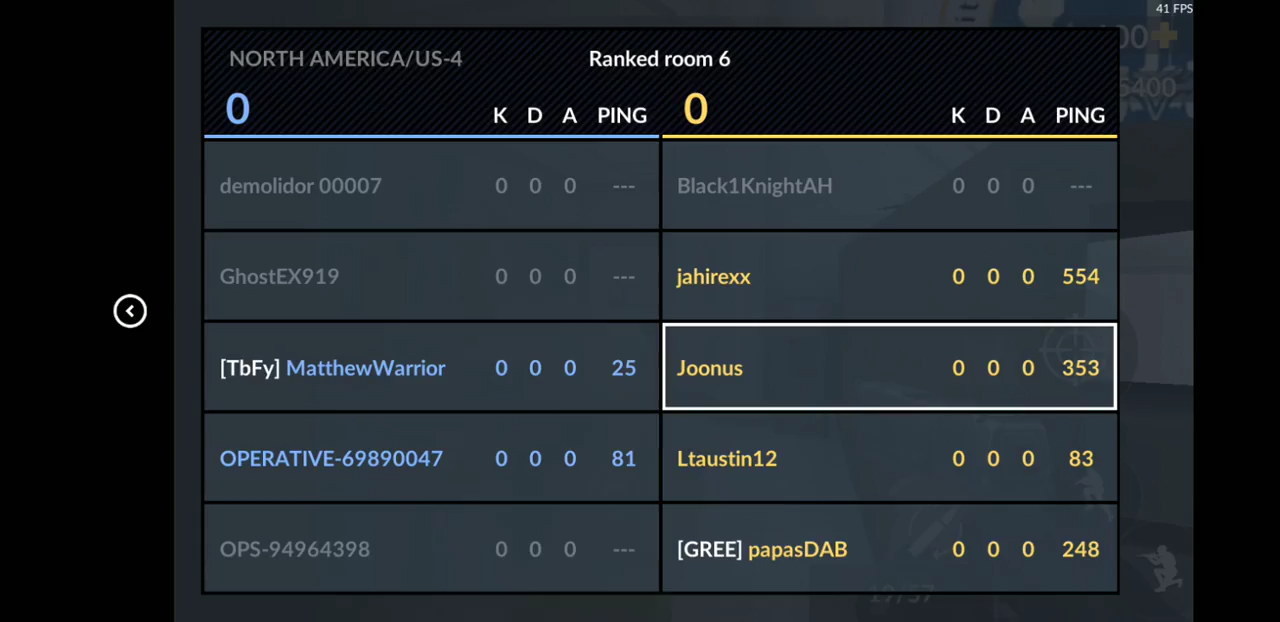 41 FPS
NORTH AMERICA/US-4 Ranked room 6
0 K D A PING 0 K D A PING
demolidor 00007 0 0 0 --- Black1KnightAH 0 0 0 ---
GhostEX919 0 0 0 --- jahirexx 0 0 0 554
[TbFy] MatthewWarrior 0 0 0 25 Joonus 0 0 0 353
OPERATIVE-69890047 0 0 0 81 Ltaustin12 0 0 0 83
OPS-94964398 0 0 0 --- [GREE] papasDAB 0 0 0 248